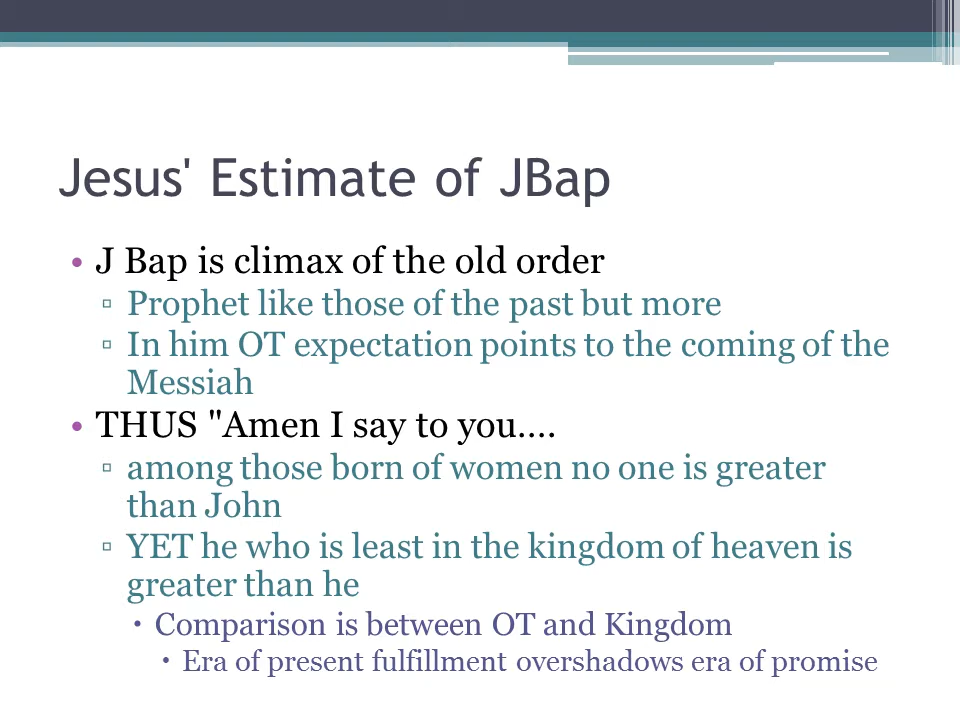 Jesus' Estimate of JBap
• J Bap is climax of the old order
▫ Prophet like those of the past but more
▫ In him OT expectation points to the coming of the
Messiah
• THUS "Amen I say to you....
▫ among those born of women no one is greater
than John
▫ YET he who is least in the kingdom of heaven is
greater than he
▪ Comparison is between OT and Kingdom
▪ Era of present fulfillment overshadows era of promise